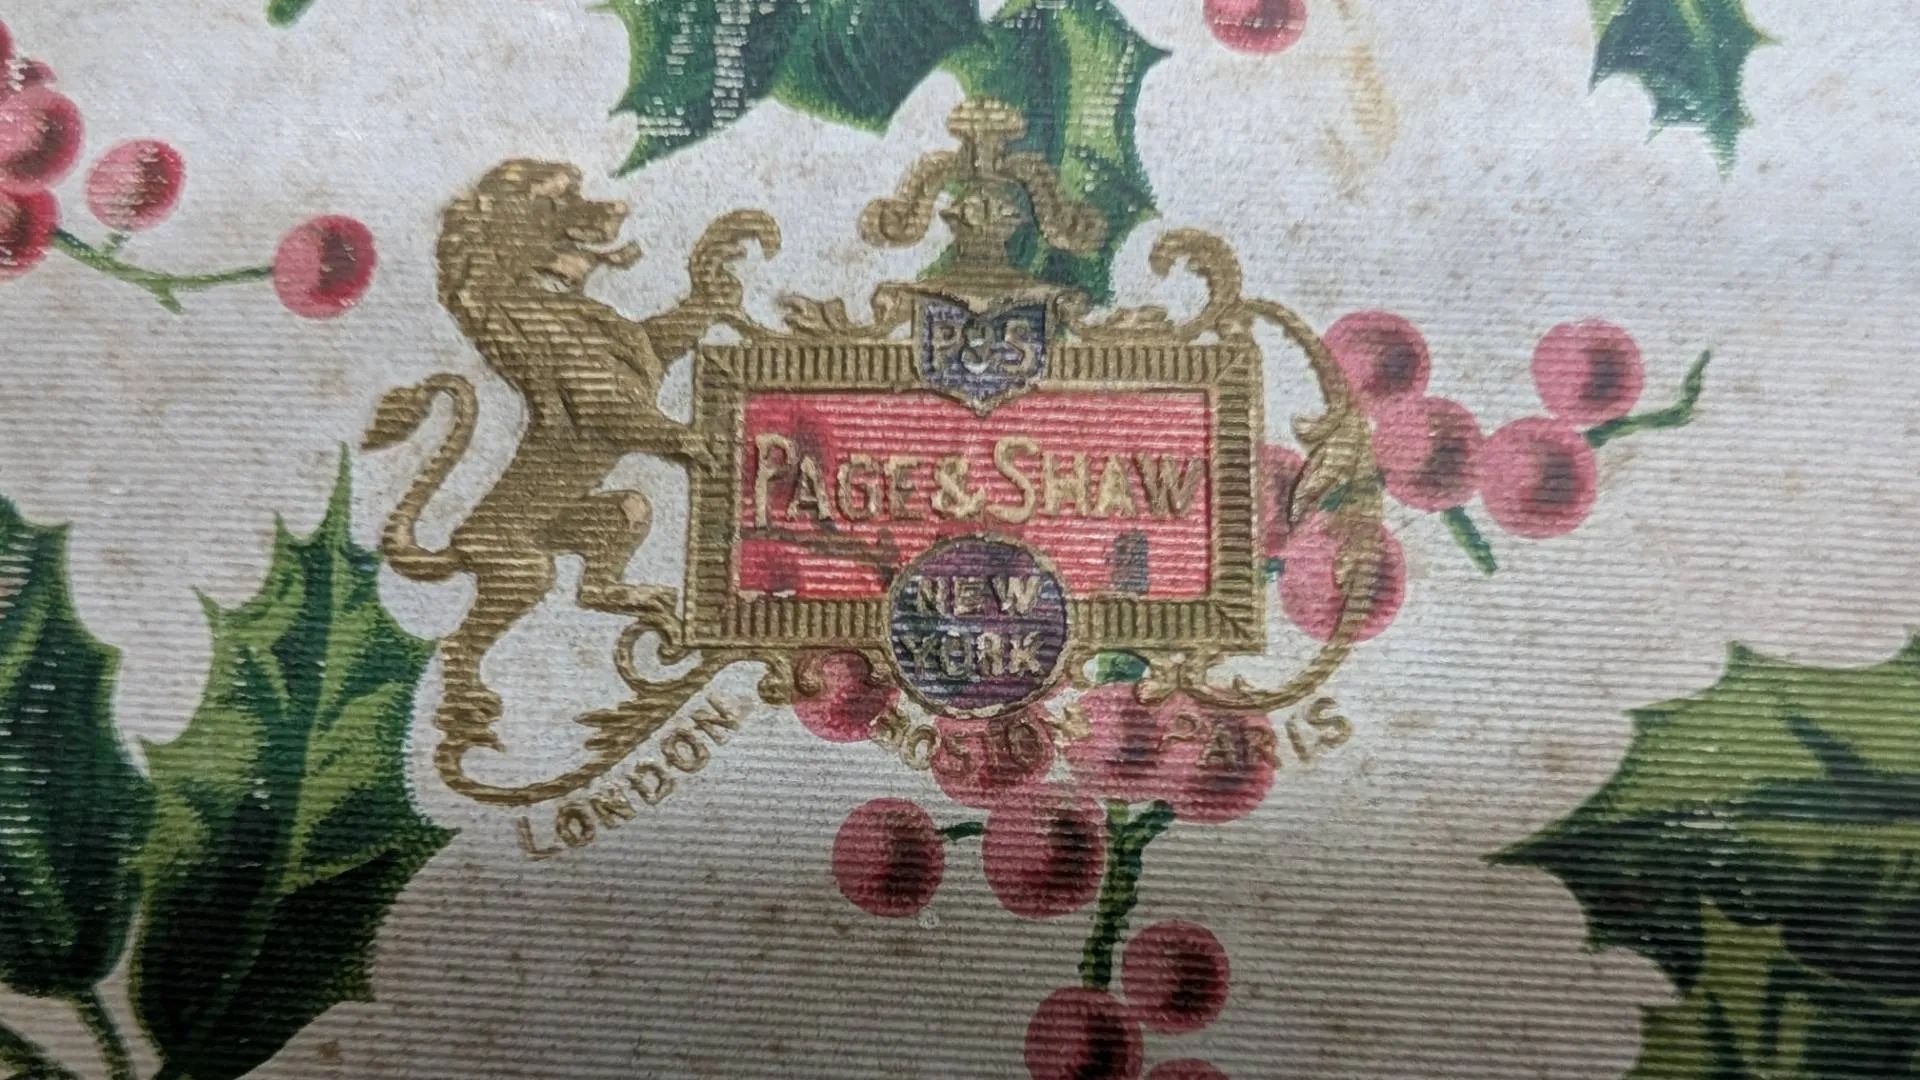 P&S
PAGE & SHAW
NEW
YORK
LONDON BOSTON PARIS